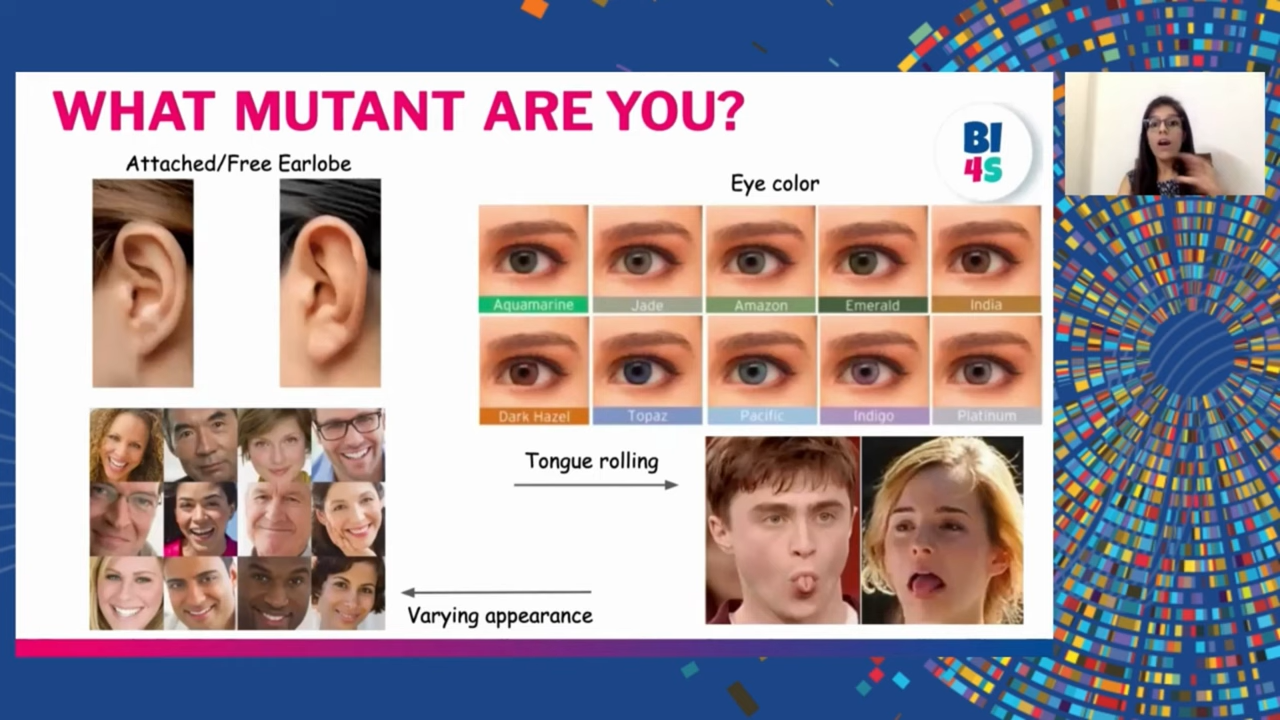 WHAT MUTANT ARE YOU?
BI
4S
Attached/Free Earlobe
Eye color
Aquamarine
Jade
Amazon
Emerald
India
Dark Hazel
Topaz
Pacific
Indigo
Platinum
Tongue rolling
Varying appearance